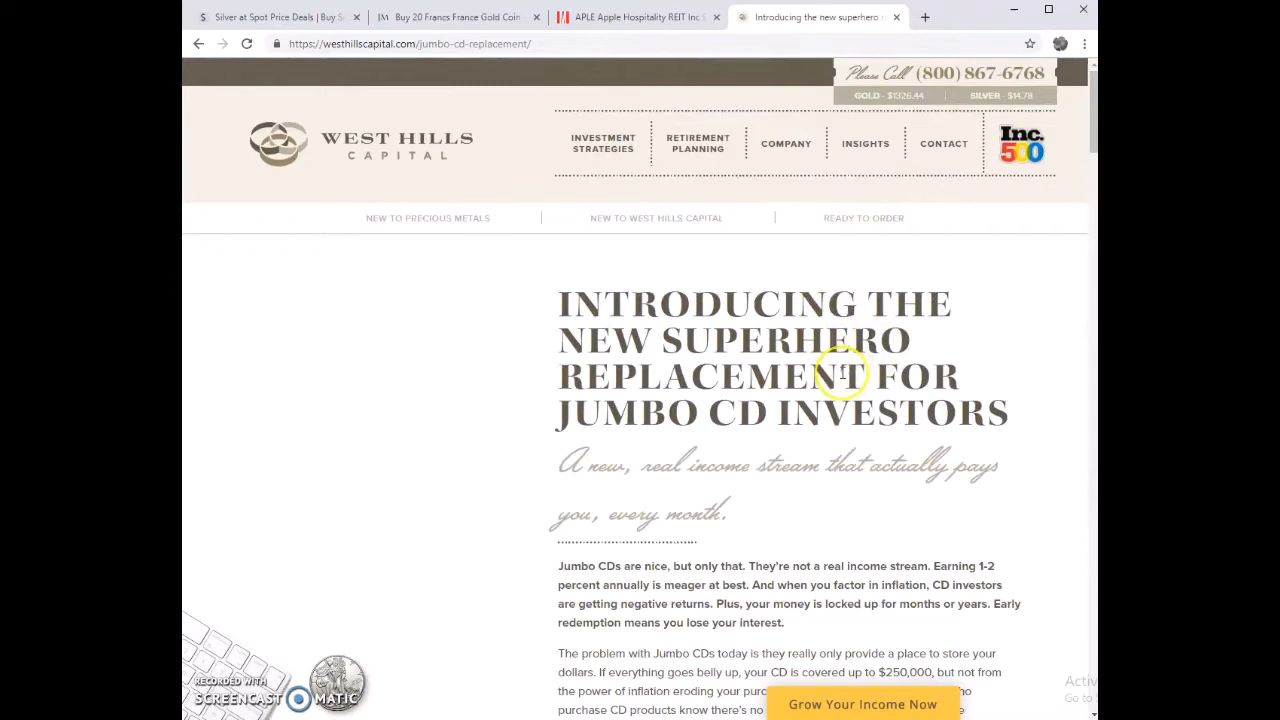 Silver at Spot Price Deals | Buy S
Buy 20 Francs France Gold Coin
APLE Apple Hospitality REIT Inc
Introducing the new superhero r
https://westhillscapital.com/jumbo-cd-replacement/
Please Call (800) 867-6768
GOLD - $1326.44 | SILVER - $14.78
WEST HILLS
CAPITAL
INVESTMENT
STRATEGIES
RETIREMENT
PLANNING
COMPANY
INSIGHTS
CONTACT
Inc.
500
NEW TO PRECIOUS METALS
NEW TO WEST HILLS CAPITAL
READY TO ORDER
INTRODUCING THE
NEW SUPERHERO
REPLACEMENT FOR
JUMBO CD INVESTORS
A new, real income stream that actually pays
you, every month.
Jumbo CDs are nice, but only that. They're not a real income stream. Earning 1-2
percent annually is meager at best. And when you factor in inflation, CD investors
are getting negative returns. Plus, your money is locked up for months or years. Early
redemption means you lose your interest.
The problem with Jumbo CDs today is they really only provide a place to store your
dollars. If everything goes belly up, your CD is covered up to $250,000, but not from
the power of inflation eroding your purc
purchase CD products know there's no
Grow Your Income Now
RECORDED WITH
SCREENCAST MATIC
Activ
Go to S